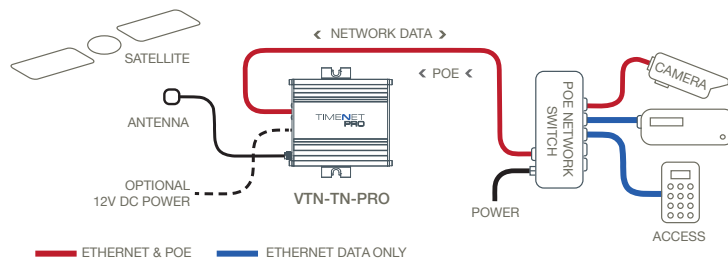 SATELLITE
NETWORK DATA
POE
CAMERA
ANTENNA
TIMENET
PRO
POE NETWORK
SWITCH
OPTIONAL
12V DC POWER
VTN-TN-PRO
POWER
ACCESS
ETHERNET & POE
ETHERNET DATA ONLY